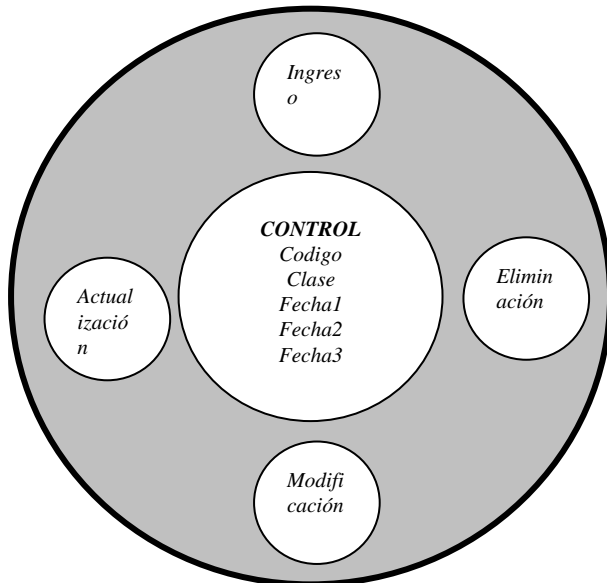 Ingres
o
CONTROL
Codigo
Clase
Fecha1
Fecha2
Fecha3
Actual
izació
n
Elimin
ación
Modifi
cación